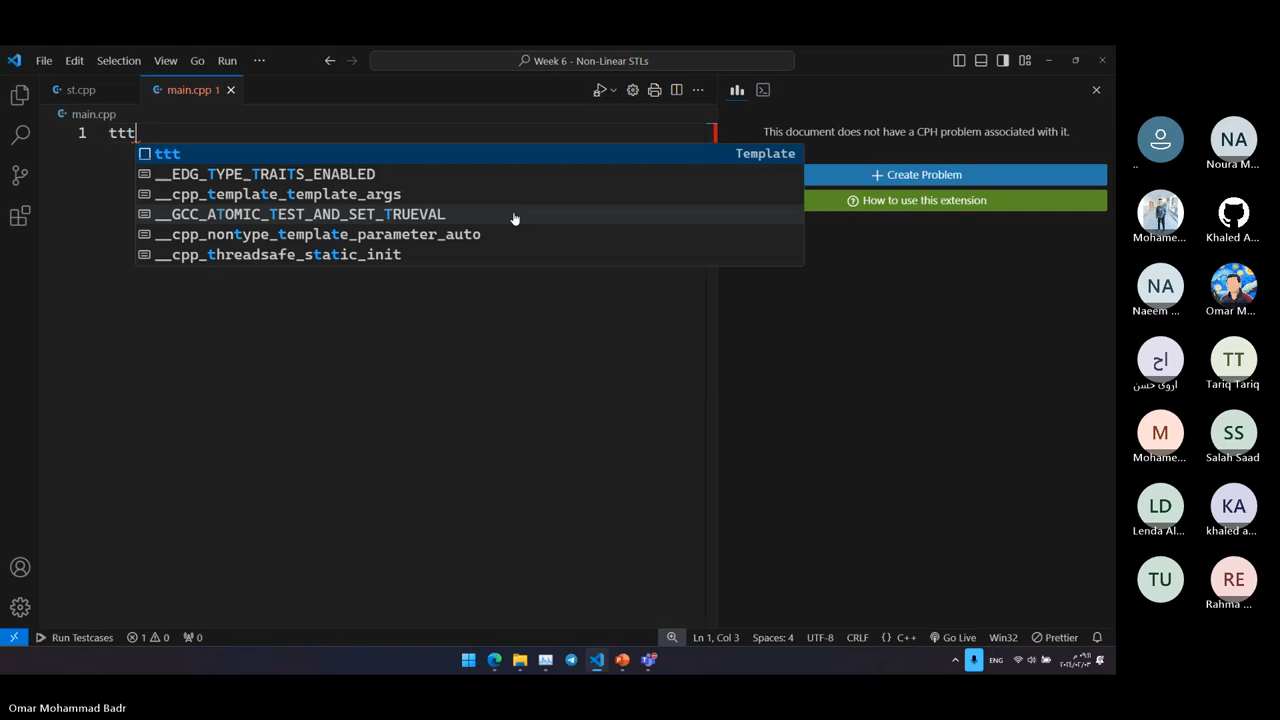 File Edit Selection View Go Run ···
Week 6 - Non-Linear STLs
st.cpp
main.cpp 1
main.cpp
1 ttt
ttt Template
__EDG_TYPE_TRAITS_ENABLED
__cpp_template_template_args
__GCC_ATOMIC_TEST_AND_SET_TRUEVAL
__cpp_nontype_template_parameter_auto
__cpp_threadsafe_static_init
This document does not have a CPH problem associated with it.
+ Create Problem
How to use this extension
..
NA
Noura M...
Mohame...
Khaled A...
NA
Naeem ...
Omar M...
اح
اروى حسن
TT
Tariq Tariq
M
Mohame...
SS
Salah Saad
LD
Lenda Al...
KA
khaled a...
TU
RE
Rahma ...
Run Testcases 1 0 0 Ln 1, Col 3 Spaces: 4 UTF-8 CRLF {} C++ Go Live Win32 Prettier
ENG
Omar Mohammad Badr